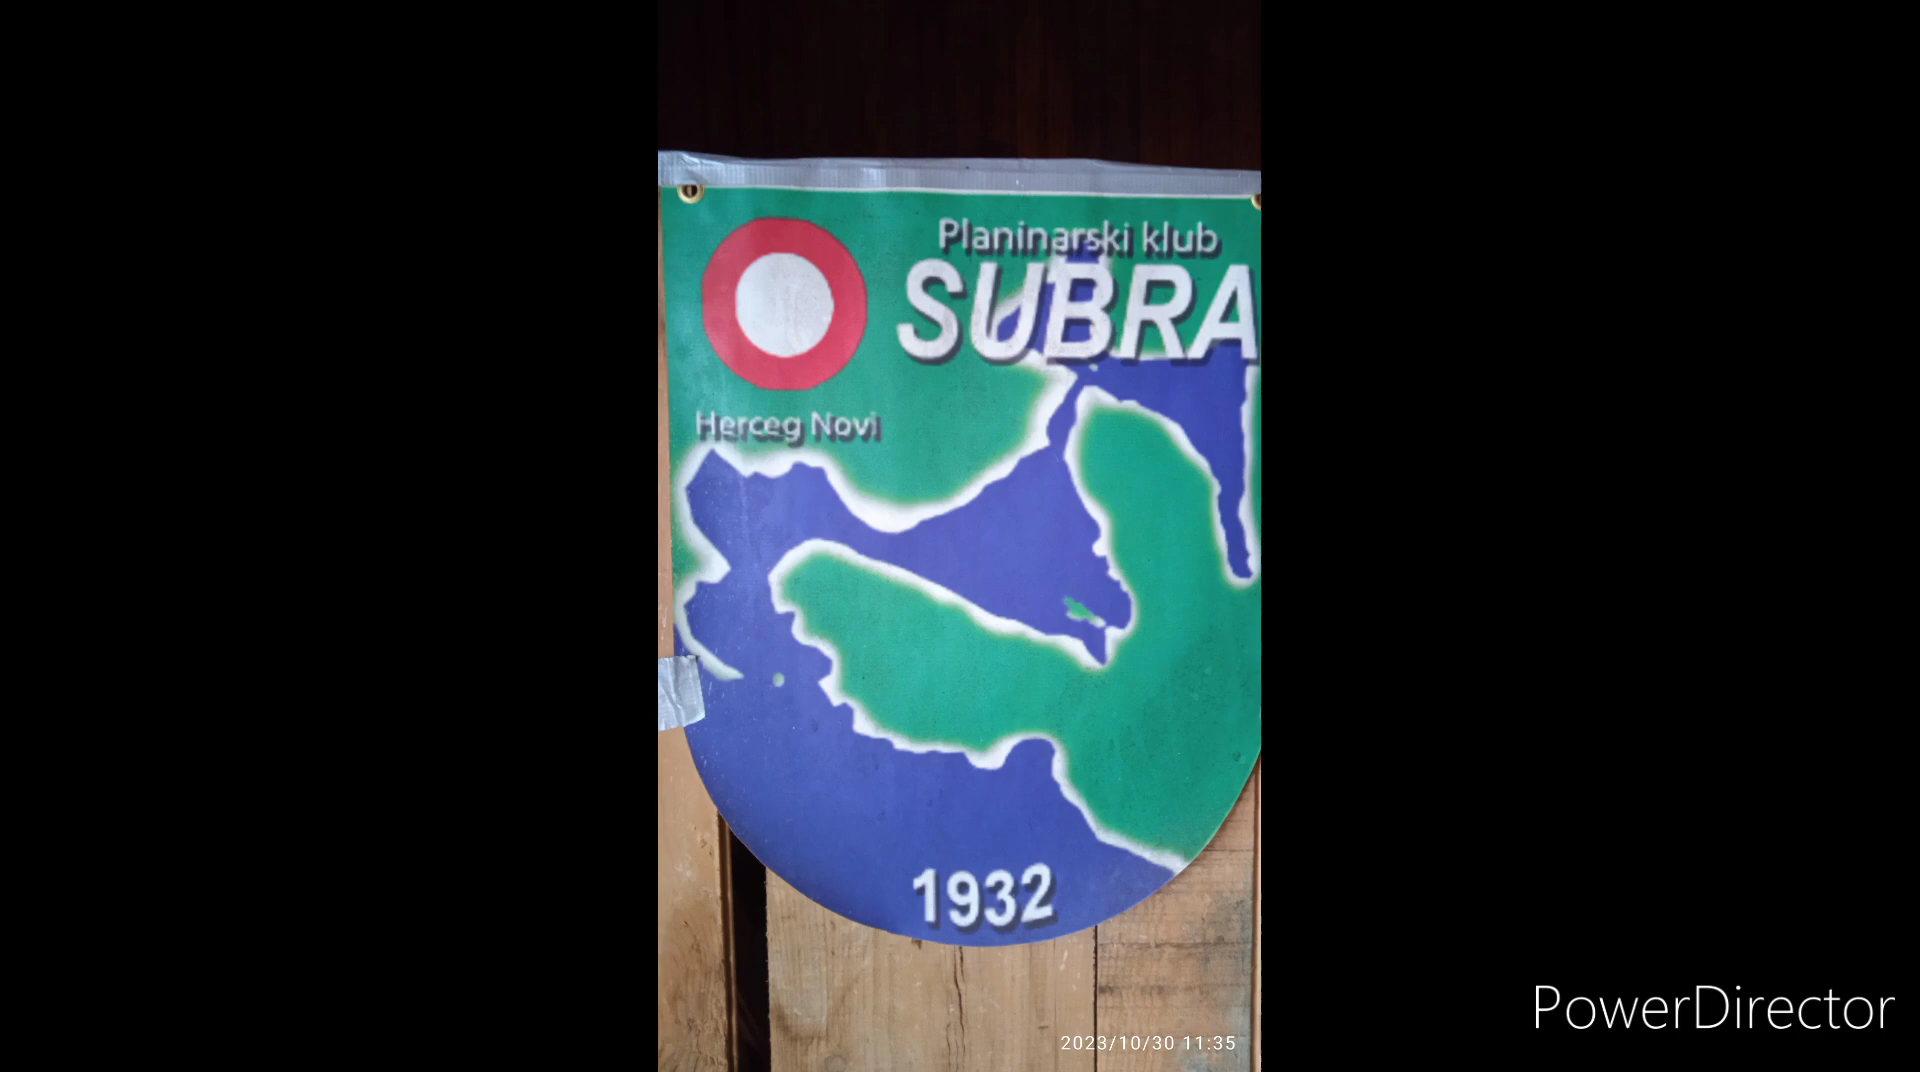 Planinarski klub
SUBRA
Herceg Novi
1932
2023/10/30 11:35
PowerDirector